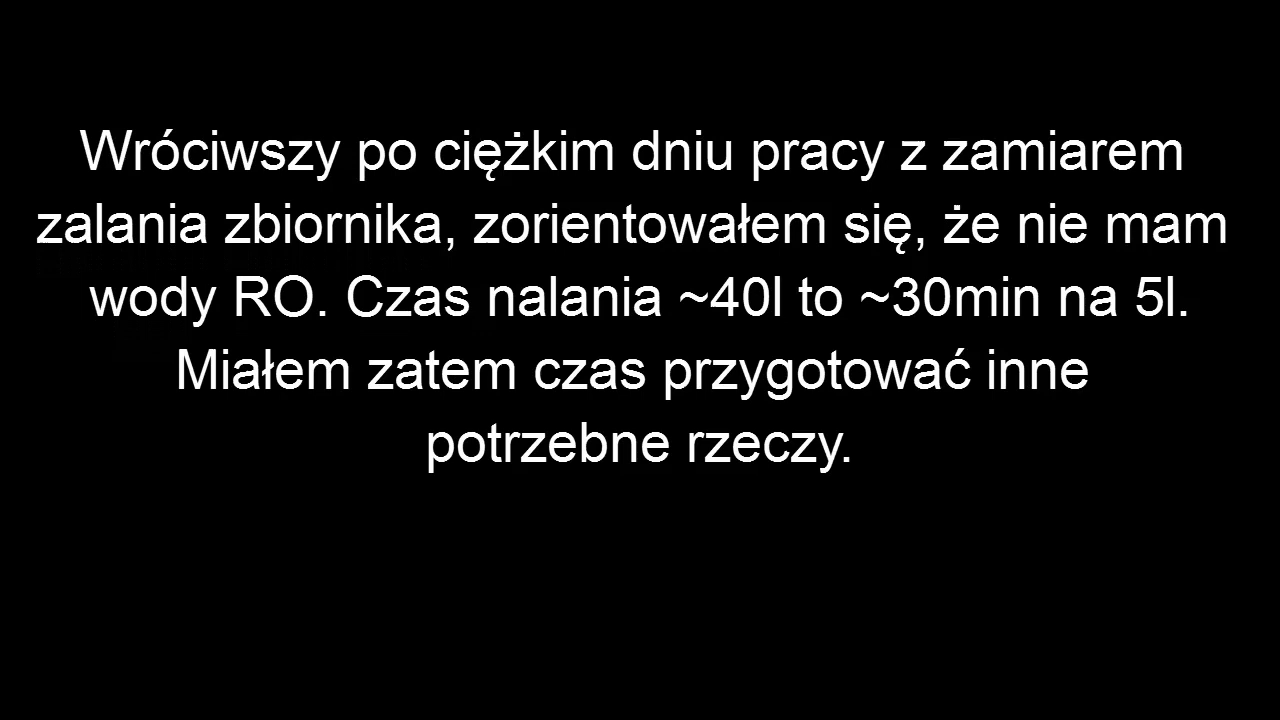 Wróciwszy po ciężkim dniu pracy z zamiarem
zalania zbiornika, zorientowałem się, że nie mam
wody RO. Czas nalania ~40l to ~30min na 5l.
Miałem zatem czas przygotować inne
potrzebne rzeczy.